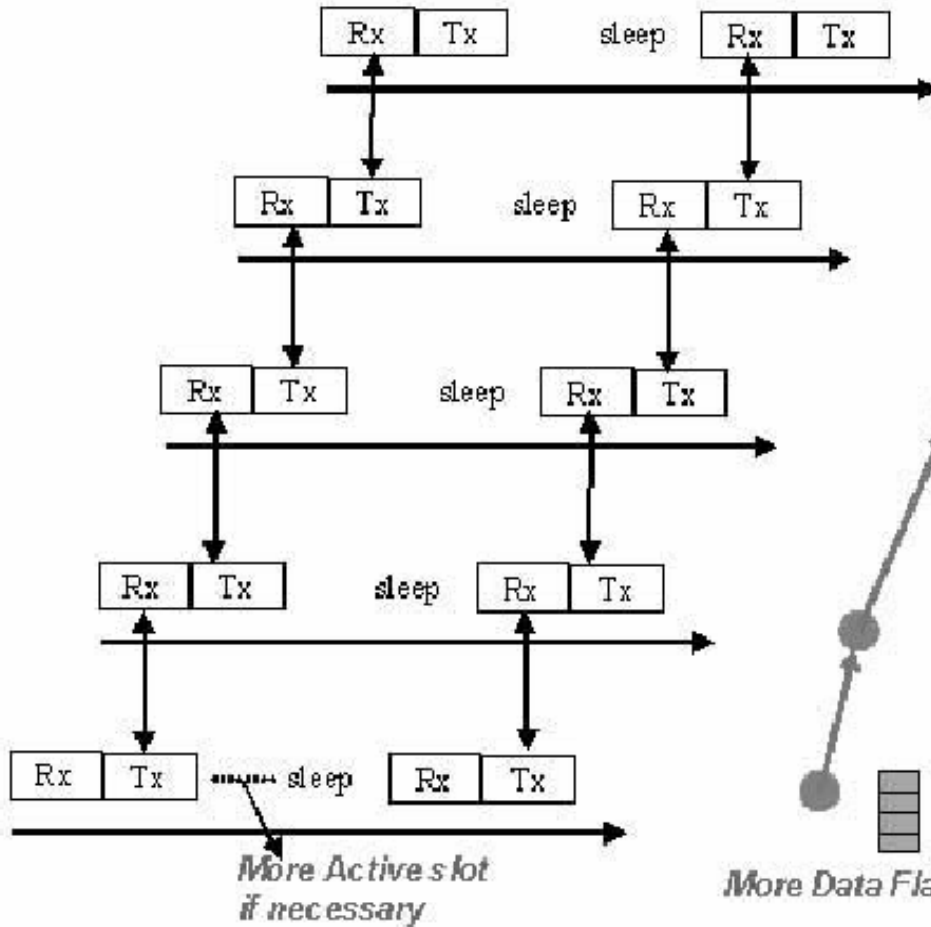 Rx Tx sleep Rx Tx
Rx Tx sleep Rx Tx
Rx Tx sleep Rx Tx
Rx Tx sleep Rx Tx
Rx Tx sleep Rx Tx
More Active slot
if necessary
More Data Fla